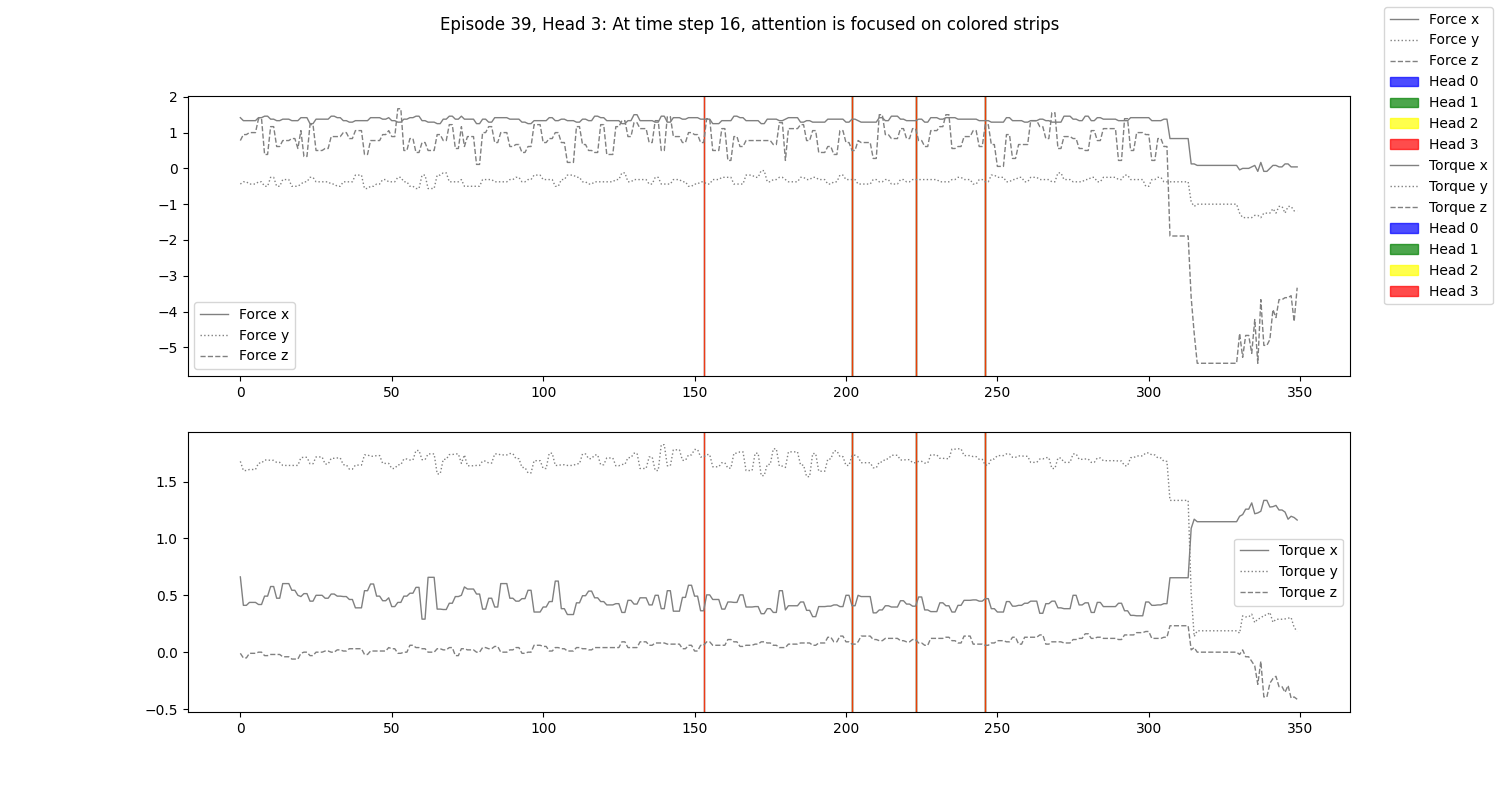 Episode 39, Head 3: At time step 16, attention is focused on colored strips
Force x
Force y
Force z
Head 0
Head 1
Head 2
Head 3
Torque x
Torque y
Torque z
Head 0
Head 1
Head 2
Head 3
2
1
0
−1
−2
−3
−4
−5
Force x
Force y
Force z
0 50 100 150 200 250 300 350
1.5
1.0
0.5
0.0
−0.5
Torque x
Torque y
Torque z
0 50 100 150 200 250 300 350